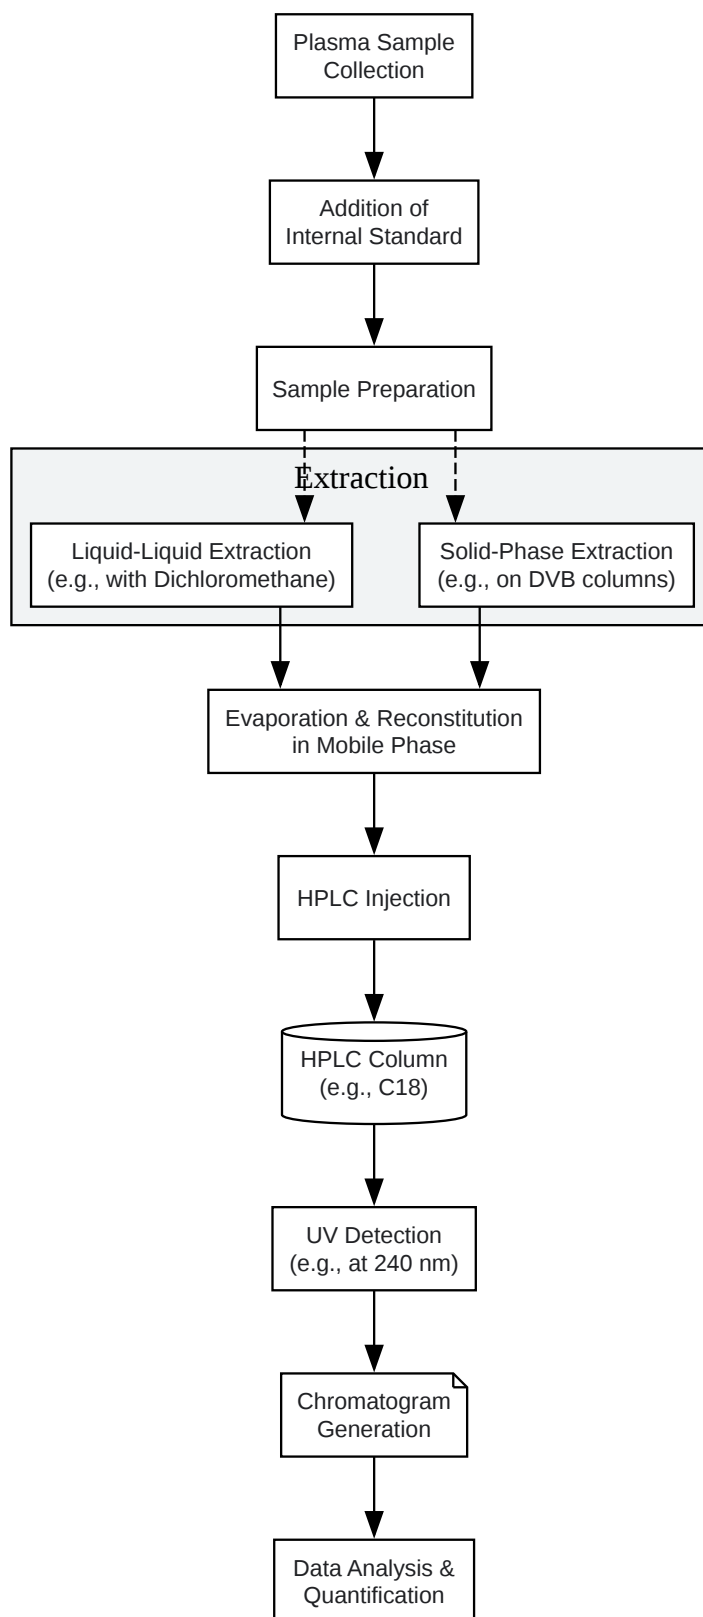 Plasma Sample
Collection
Addition of
Internal Standard
Sample Preparation
Extraction
Liquid-Liquid Extraction
(e.g., with Dichloromethane)
Solid-Phase Extraction
(e.g., on DVB columns)
Evaporation & Reconstitution
in Mobile Phase
HPLC Injection
HPLC Column
(e.g., C18)
UV Detection
(e.g., at 240 nm)
Chromatogram
Generation
Data Analysis &
Quantification